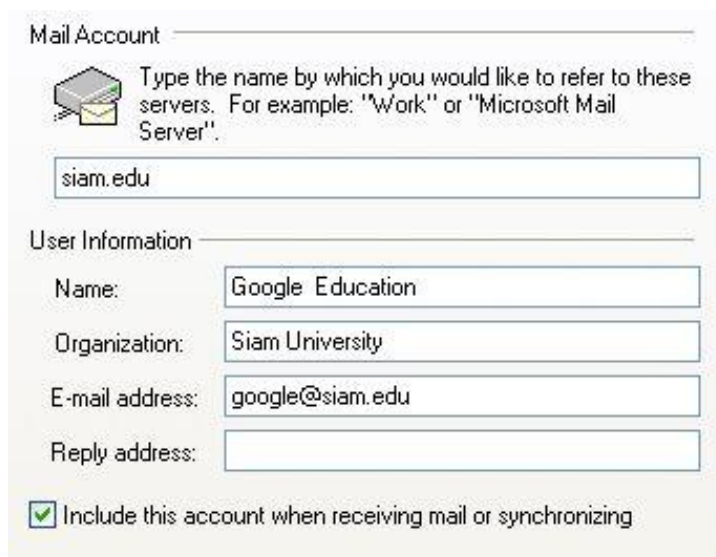 Mail Account
Type the name by which you would like to refer to these
servers.  For example: "Work" or "Microsoft Mail
Server".
siam.edu
User Information
Name: Google  Education
Organization: Siam University
E-mail address: google@siam.edu
Reply address:
Include this account when receiving mail or synchronizing